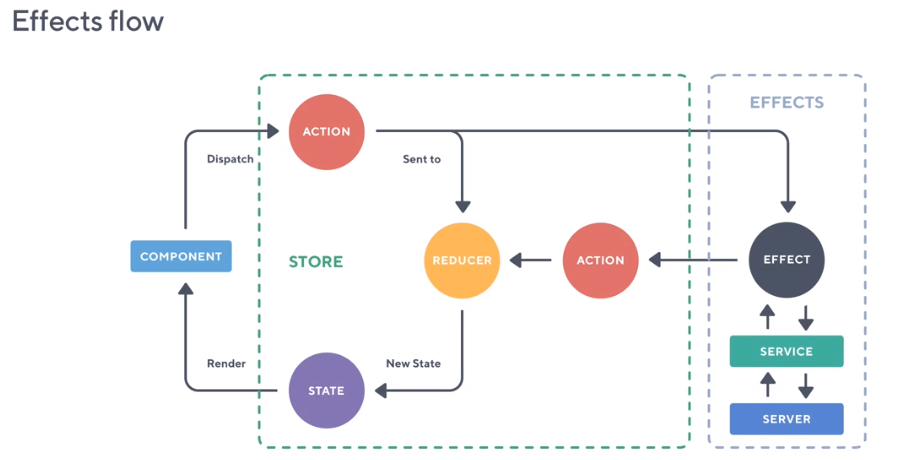 Effects flow
EFFECTS
ACTION
Dispatch
Sent to
COMPONENT
STORE
REDUCER
ACTION
EFFECT
SERVICE
Render
New State
STATE
SERVER